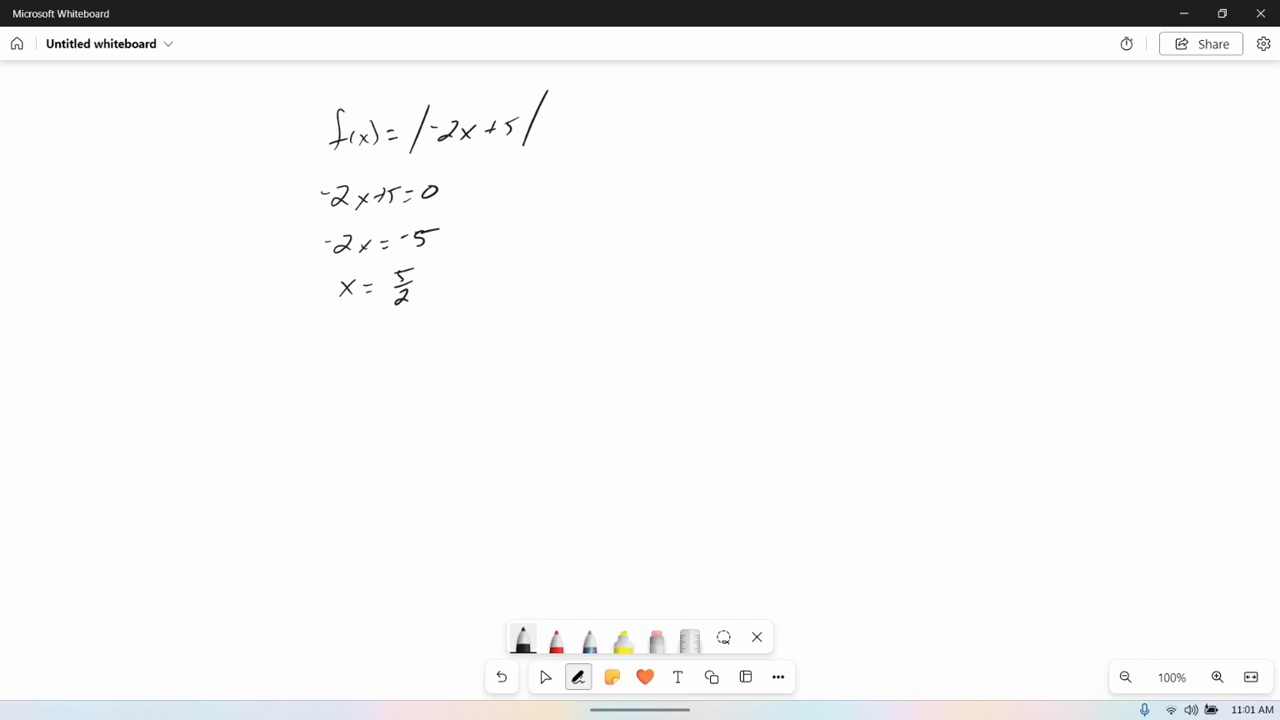 Microsoft Whiteboard
Untitled whiteboard
Share
f(x) = |-2x+5|
-2x+5=0
-2x = -5
x = 5/2
T
100%
11:01 AM